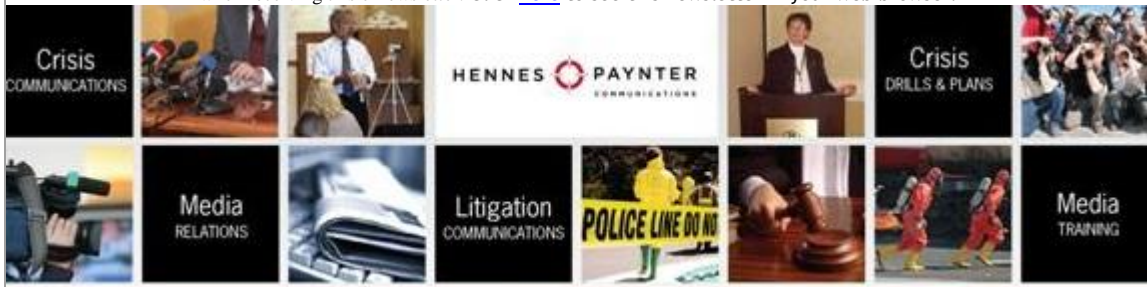 Crisis
COMMUNICATIONS
HENNES PAYNTER
COMMUNICATIONS
Crisis
DRILLS & PLANS
Media
RELATIONS
Litigation
COMMUNICATIONS
POLICE LINE DO NO
Media
TRAINING